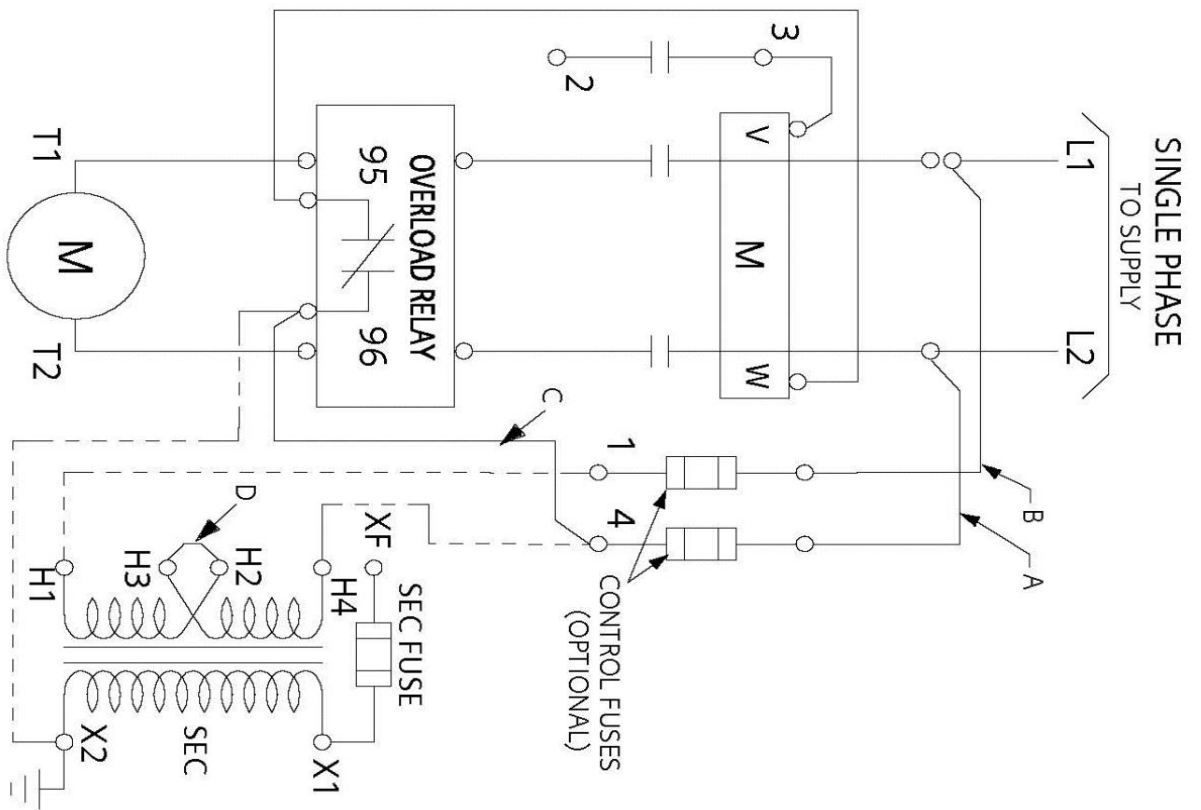 SINGLE PHASE
TO SUPPLY
L1
L2
3
2
V
M
W
B
A
OVERLOAD RELAY
95
96
C
1
4
CONTROL FUSES
(OPTIONAL)
T1
M
T2
D
H1
H3
H2
H4
XF
SEC FUSE
X2
SEC
X1